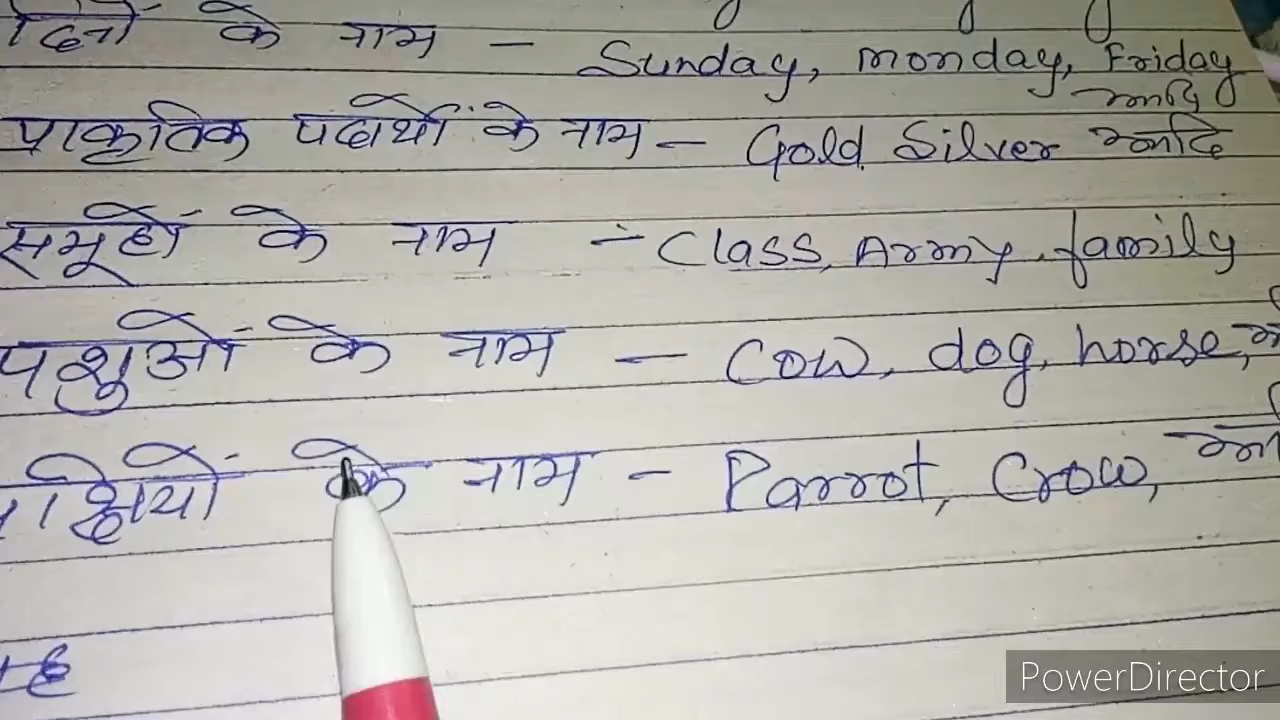 दिनों के नाम - Sunday, monday, Friday
आदि
प्राकृतिक पदार्थों के नाम - Gold Silver आदि
समूहों के नाम - Class, Army, family
पशुओं के नाम - Cow, dog, horse,
पक्षियों के नाम - Parrot, Crow,
PowerDirector